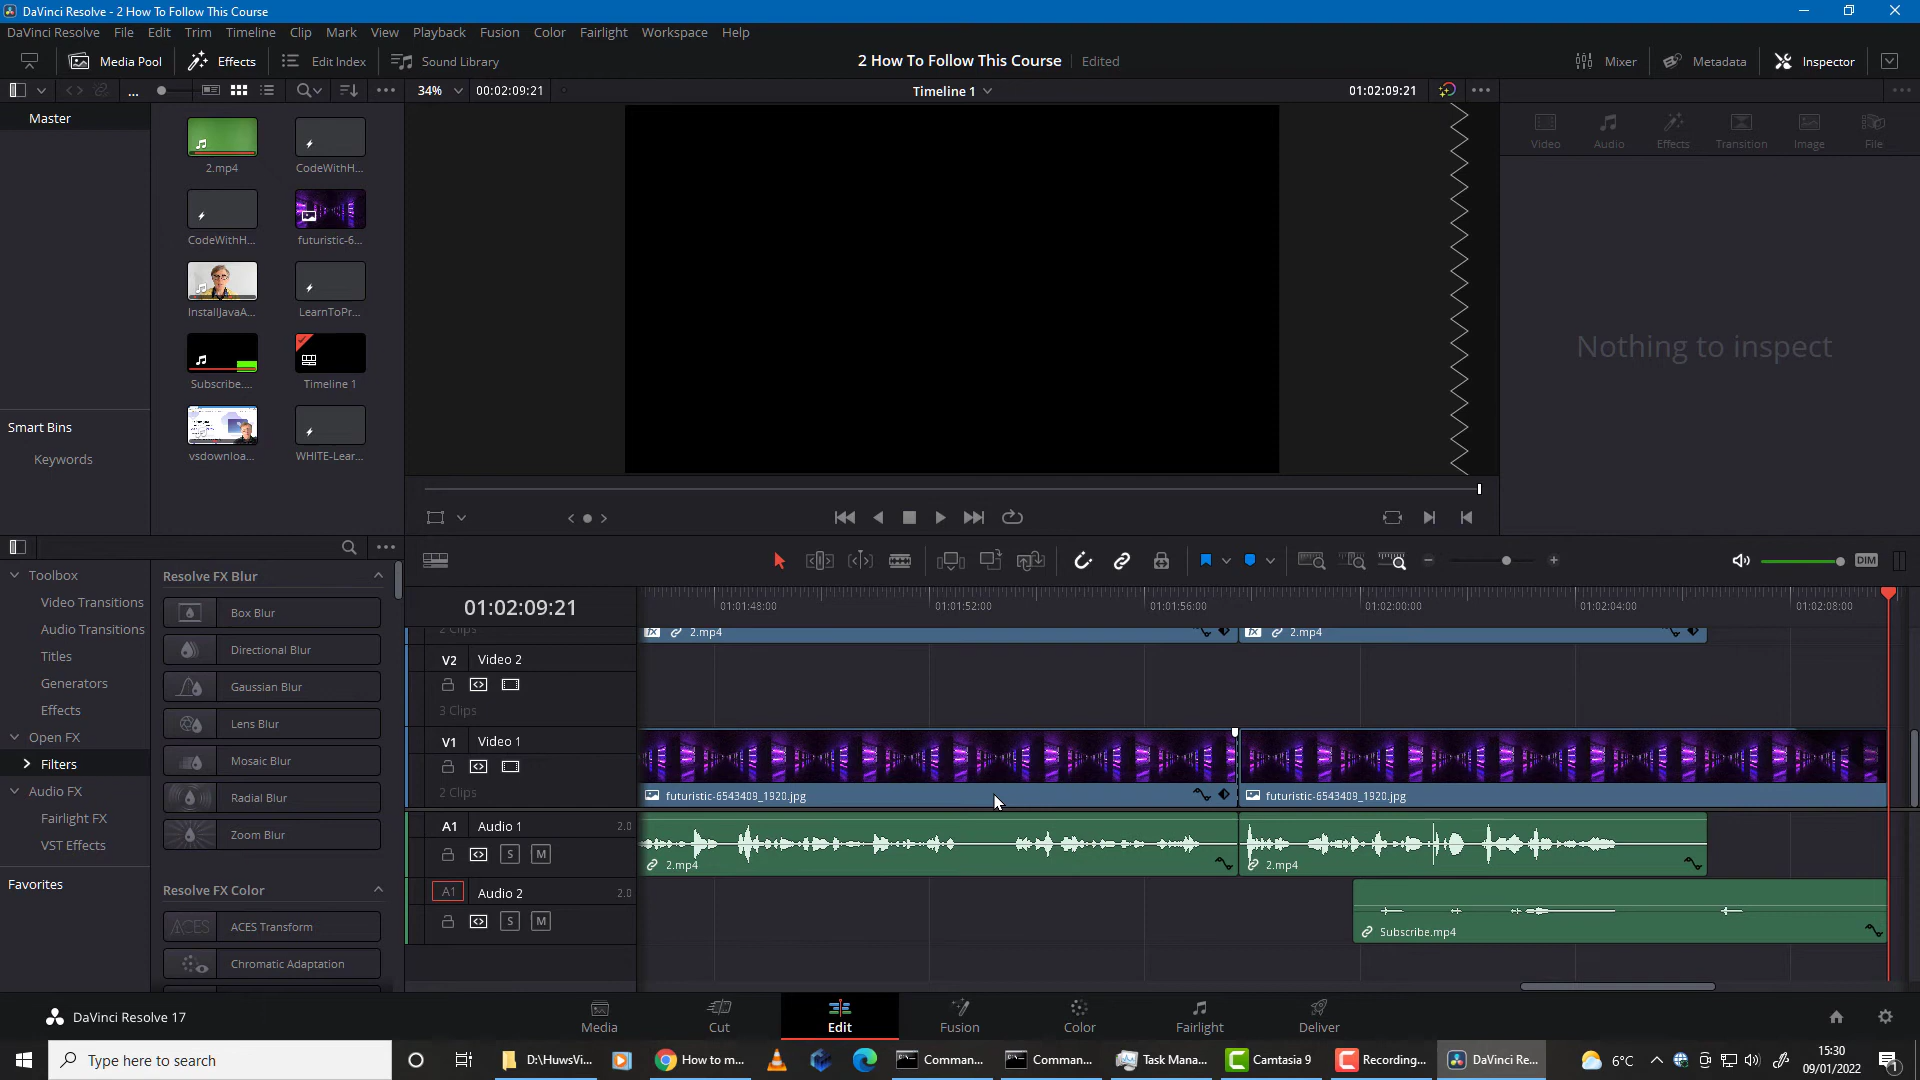 DaVinci Resolve - 2 How To Follow This Course
DaVinci Resolve File Edit Trim Timeline Clip Mark View Playback Fusion Color Fairlight Workspace Help
Media Pool Effects Edit Index Sound Library 2 How To Follow This Course Edited Mixer Metadata Inspector
... 34% 00:02:09:21 Timeline 1 01:02:09:21
Master
Video Audio Effects Transition Image File
2.mp4 CodeWithH...
CodeWithH... futuristic-6...
InstallJavaA... LearnToPr...
Subscribe.... Timeline 1
vsdownloa... WHITE-Lear...
Nothing to inspect
Smart Bins
Keywords
Toolbox
Video Transitions
Audio Transitions
Titles
Generators
Effects
Open FX
Filters
Audio FX
Fairlight FX
VST Effects
Favorites
Resolve FX Blur
Box Blur
Directional Blur
Gaussian Blur
Lens Blur
Mosaic Blur
Radial Blur
Zoom Blur
Resolve FX Color
ACES ACES Transform
Chromatic Adaptation
DIM
01:02:09:21
01:01:48:00 01:01:52:00 01:01:56:00 01:02:00:00 01:02:04:00 01:02:08:00
2 Clips
fx 2.mp4 fx 2.mp4
V2 Video 2
3 Clips
V1 Video 1
2 Clips
futuristic-6543409_1920.jpg futuristic-6543409_1920.jpg
A1 Audio 1 2.0
S M
2.mp4 2.mp4
A1 Audio 2 2.0
S M
Subscribe.mp4
DaVinci Resolve 17
Media Cut Edit Fusion Color Fairlight Deliver
Type here to search
D:\HuwsVi... How to m... Comman... Comman... Task Mana... Camtasia 9 Recording... DaVinci Re...
6°C
15:30
09/01/2022
1